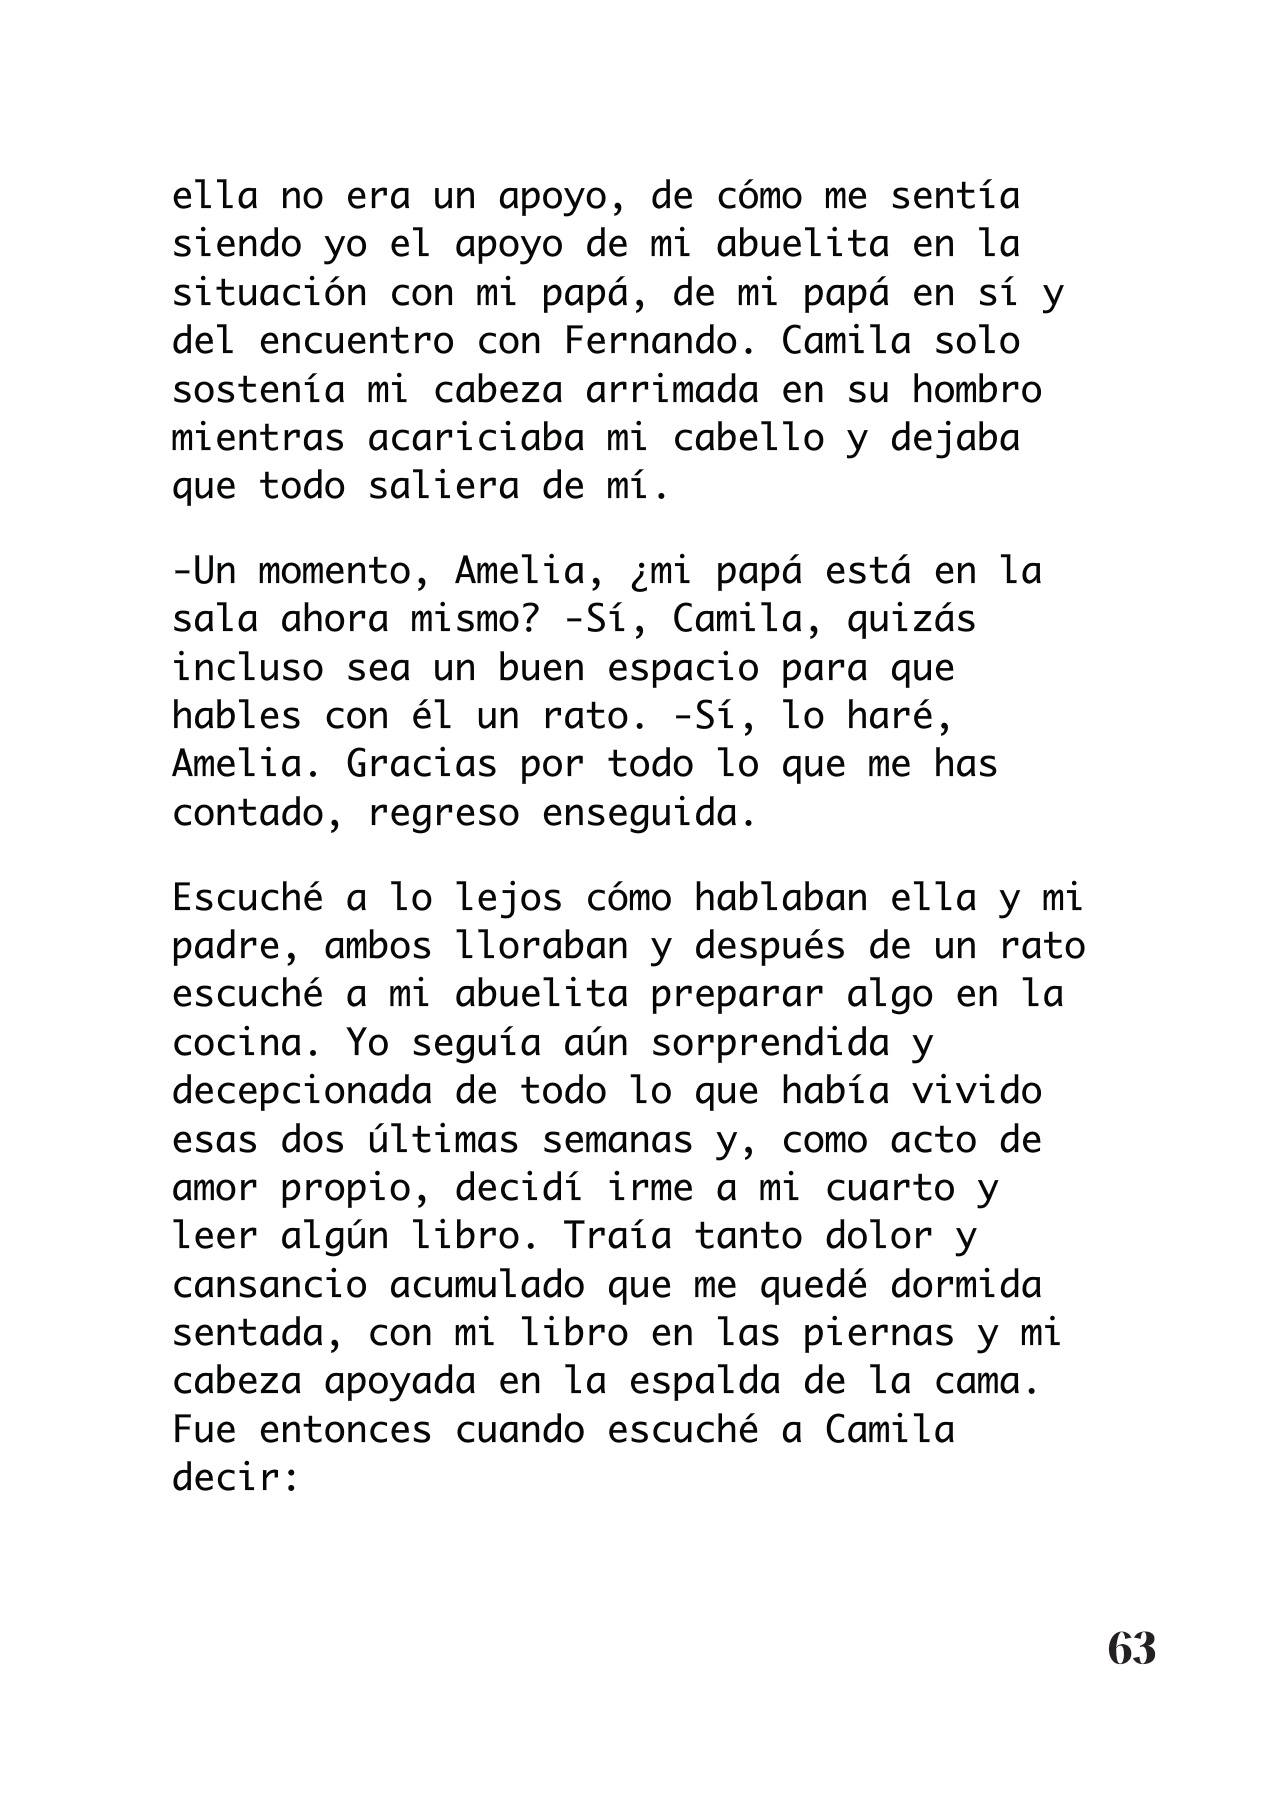 ella no era un apoyo, de cómo me sentía
siendo yo el apoyo de mi abuelita en la
situación con mi papá, de mi papá en sí y
del encuentro con Fernando. Camila solo
sostenía mi cabeza arrimada en su hombro
mientras acariciaba mi cabello y dejaba
que todo saliera de mí.
-Un momento, Amelia, ¿mi papá está en la
sala ahora mismo? -Sí, Camila, quizás
incluso sea un buen espacio para que
hables con él un rato. -Sí, lo haré,
Amelia. Gracias por todo lo que me has
contado, regreso enseguida.
Escuché a lo lejos cómo hablaban ella y mi
padre, ambos lloraban y después de un rato
escuché a mi abuelita preparar algo en la
cocina. Yo seguía aún sorprendida y
decepcionada de todo lo que había vivido
esas dos últimas semanas y, como acto de
amor propio, decidí irme a mi cuarto y
leer algún libro. Traía tanto dolor y
cansancio acumulado que me quedé dormida
sentada, con mi libro en las piernas y mi
cabeza apoyada en la espalda de la cama.
Fue entonces cuando escuché a Camila
decir:
63